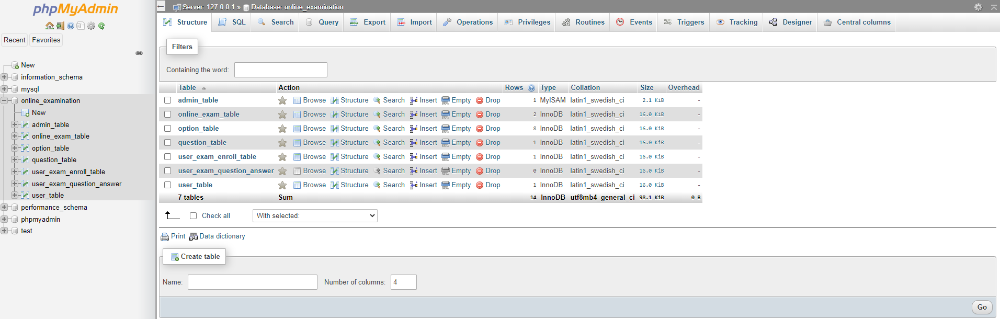 phpMyAdmin
Recent Favorites
New
information_schema
mysql
online_examination
New
admin_table
online_exam_table
option_table
question_table
user_exam_enroll_table
user_exam_question_answer
user_table
performance_schema
phpmyadmin
test
Server: 127.0.0.1 » Database: online_examination
Structure SQL Search Query Export Import Operations Privileges Routines Events Triggers Tracking Designer Central columns
Filters
Containing the word:
Table Action Rows Type Collation Size Overhead
admin_table Browse Structure Search Insert Empty Drop 1 MyISAM latin1_swedish_ci 2.1 KiB -
online_exam_table Browse Structure Search Insert Empty Drop 2 InnoDB latin1_swedish_ci 16.0 KiB -
option_table Browse Structure Search Insert Empty Drop 8 InnoDB latin1_swedish_ci 16.0 KiB -
question_table Browse Structure Search Insert Empty Drop 1 InnoDB latin1_swedish_ci 16.0 KiB -
user_exam_enroll_table Browse Structure Search Insert Empty Drop 1 InnoDB latin1_swedish_ci 16.0 KiB -
user_exam_question_answer Browse Structure Search Insert Empty Drop 0 InnoDB latin1_swedish_ci 16.0 KiB -
user_table Browse Structure Search Insert Empty Drop 1 InnoDB latin1_swedish_ci 16.0 KiB -
7 tables Sum 14 InnoDB utf8mb4_general_ci 98.1 KiB 0 B
Check all With selected:
Print Data dictionary
Create table
Name: Number of columns: 4
Go